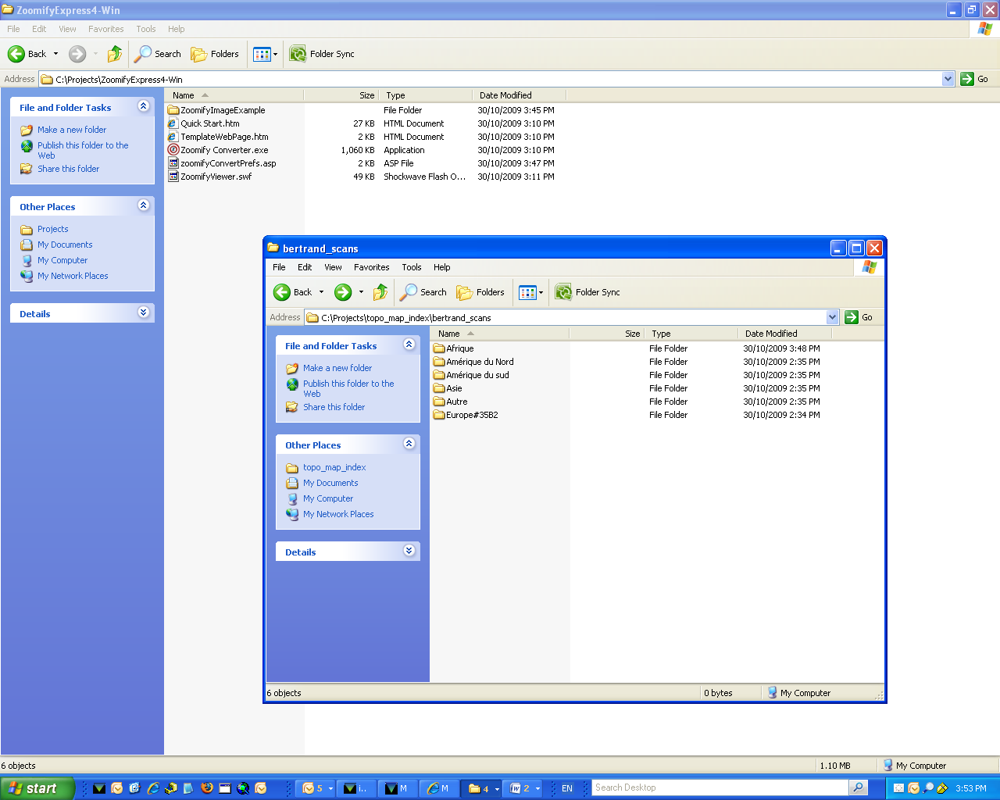 ZoomifyExpress4-Win
File Edit View Favorites Tools Help
Back Search Folders Folder Sync
Address C:\Projects\ZoomifyExpress4-Win Go
File and Folder Tasks
Make a new folder
Publish this folder to the
Web
Share this folder
Other Places
Projects
My Documents
My Computer
My Network Places
Details
Name Size Type Date Modified
ZoomifyImageExample File Folder 30/10/2009 3:45 PM
Quick Start.htm 27 KB HTML Document 30/10/2009 3:10 PM
TemplateWebPage.htm 2 KB HTML Document 30/10/2009 3:10 PM
Zoomify Converter.exe 1,060 KB Application 30/10/2009 3:10 PM
zoomifyConvertPrefs.asp 2 KB ASP File 30/10/2009 3:47 PM
ZoomifyViewer.swf 49 KB Shockwave Flash O... 30/10/2009 3:11 PM
bertrand_scans
File Edit View Favorites Tools Help
Back Search Folders Folder Sync
Address C:\Projects\topo_map_index\bertrand_scans Go
File and Folder Tasks
Make a new folder
Publish this folder to the
Web
Share this folder
Other Places
topo_map_index
My Documents
My Computer
My Network Places
Details
Name Size Type Date Modified
Afrique File Folder 30/10/2009 3:48 PM
Amérique du Nord File Folder 30/10/2009 2:35 PM
Amérique du sud File Folder 30/10/2009 2:35 PM
Asie File Folder 30/10/2009 2:35 PM
Autre File Folder 30/10/2009 2:35 PM
Europe#35B2 File Folder 30/10/2009 2:34 PM
6 objects 0 bytes My Computer
6 objects 1.10 MB My Computer
start 5 i.. M M 4 2 EN Search Desktop 3:53 PM